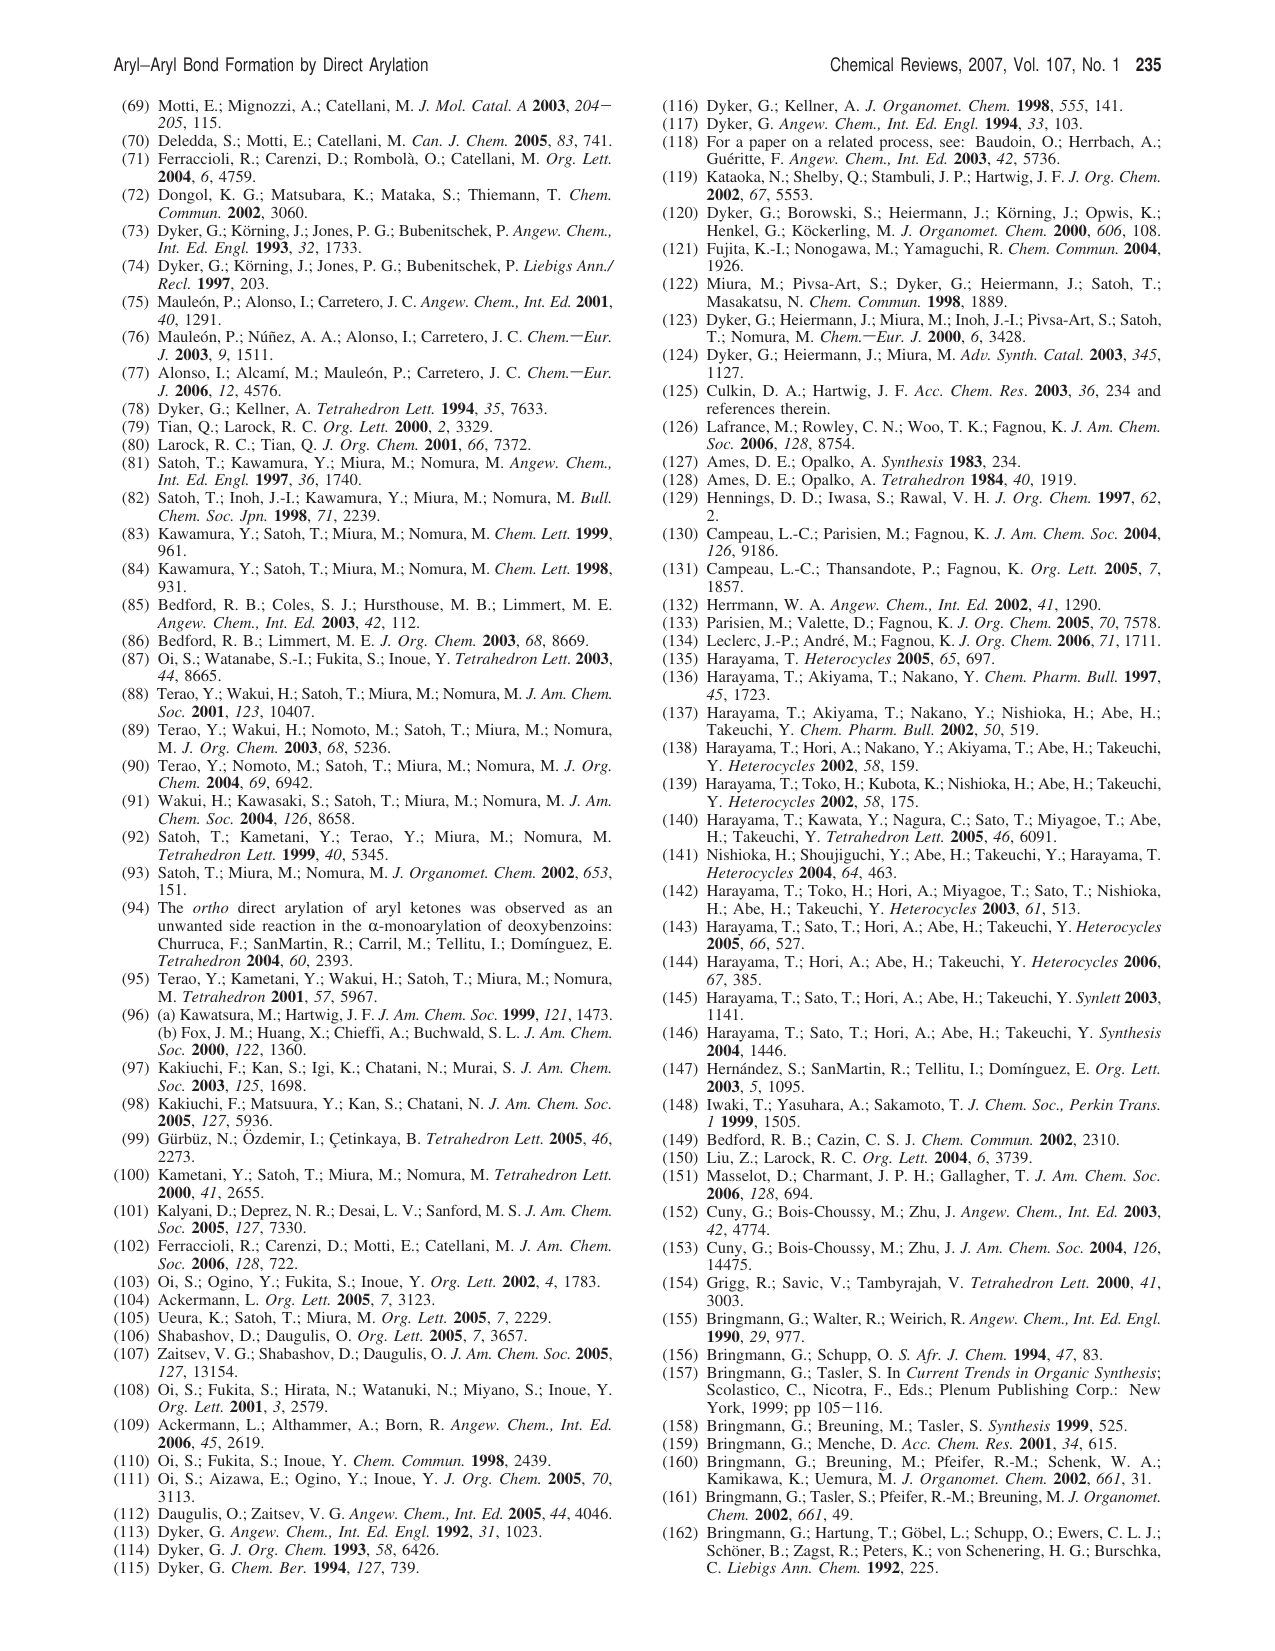 Aryl−Aryl Bond Formation by Direct Arylation
Chemical Reviews, 2007, Vol. 107, No. 1 235
(69) Motti, E.; Mignozzi, A.; Catellani, M. J. Mol. Catal. A 2003, 204−
205, 115.
(70) Deledda, S.; Motti, E.; Catellani, M. Can. J. Chem. 2005, 83, 741.
(71) Ferraccioli, R.; Carenzi, D.; Rombolà, O.; Catellani, M. Org. Lett.
2004, 6, 4759.
(72) Dongol, K. G.; Matsubara, K.; Mataka, S.; Thiemann, T. Chem.
Commun. 2002, 3060.
(73) Dyker, G.; Körning, J.; Jones, P. G.; Bubenitschek, P. Angew. Chem.,
Int. Ed. Engl. 1993, 32, 1733.
(74) Dyker, G.; Körning, J.; Jones, P. G.; Bubenitschek, P. Liebigs Ann./
Recl. 1997, 203.
(75) Mauleón, P.; Alonso, I.; Carretero, J. C. Angew. Chem., Int. Ed. 2001,
40, 1291.
(76) Mauleón, P.; Núñez, A. A.; Alonso, I.; Carretero, J. C. Chem.—Eur.
J. 2003, 9, 1511.
(77) Alonso, I.; Alcamí, M.; Mauleón, P.; Carretero, J. C. Chem.—Eur.
J. 2006, 12, 4576.
(78) Dyker, G.; Kellner, A. Tetrahedron Lett. 1994, 35, 7633.
(79) Tian, Q.; Larock, R. C. Org. Lett. 2000, 2, 3329.
(80) Larock, R. C.; Tian, Q. J. Org. Chem. 2001, 66, 7372.
(81) Satoh, T.; Kawamura, Y.; Miura, M.; Nomura, M. Angew. Chem.,
Int. Ed. Engl. 1997, 36, 1740.
(82) Satoh, T.; Inoh, J.-I.; Kawamura, Y.; Miura, M.; Nomura, M. Bull.
Chem. Soc. Jpn. 1998, 71, 2239.
(83) Kawamura, Y.; Satoh, T.; Miura, M.; Nomura, M. Chem. Lett. 1999,
961.
(84) Kawamura, Y.; Satoh, T.; Miura, M.; Nomura, M. Chem. Lett. 1998,
931.
(85) Bedford, R. B.; Coles, S. J.; Hursthouse, M. B.; Limmert, M. E.
Angew. Chem., Int. Ed. 2003, 42, 112.
(86) Bedford, R. B.; Limmert, M. E. J. Org. Chem. 2003, 68, 8669.
(87) Oi, S.; Watanabe, S.-I.; Fukita, S.; Inoue, Y. Tetrahedron Lett. 2003,
44, 8665.
(88) Terao, Y.; Wakui, H.; Satoh, T.; Miura, M.; Nomura, M. J. Am. Chem.
Soc. 2001, 123, 10407.
(89) Terao, Y.; Wakui, H.; Nomoto, M.; Satoh, T.; Miura, M.; Nomura,
M. J. Org. Chem. 2003, 68, 5236.
(90) Terao, Y.; Nomoto, M.; Satoh, T.; Miura, M.; Nomura, M. J. Org.
Chem. 2004, 69, 6942.
(91) Wakui, H.; Kawasaki, S.; Satoh, T.; Miura, M.; Nomura, M. J. Am.
Chem. Soc. 2004, 126, 8658.
(92) Satoh, T.; Kametani, Y.; Terao, Y.; Miura, M.; Nomura, M.
Tetrahedron Lett. 1999, 40, 5345.
(93) Satoh, T.; Miura, M.; Nomura, M. J. Organomet. Chem. 2002, 653,
151.
(94) The ortho direct arylation of aryl ketones was observed as an
unwanted side reaction in the α-monoarylation of deoxybenzoins:
Churruca, F.; SanMartin, R.; Carril, M.; Tellitu, I.; Domínguez, E.
Tetrahedron 2004, 60, 2393.
(95) Terao, Y.; Kametani, Y.; Wakui, H.; Satoh, T.; Miura, M.; Nomura,
M. Tetrahedron 2001, 57, 5967.
(96) (a) Kawatsura, M.; Hartwig, J. F. J. Am. Chem. Soc. 1999, 121, 1473.
(b) Fox, J. M.; Huang, X.; Chieffi, A.; Buchwald, S. L. J. Am. Chem.
Soc. 2000, 122, 1360.
(97) Kakiuchi, F.; Kan, S.; Igi, K.; Chatani, N.; Murai, S. J. Am. Chem.
Soc. 2003, 125, 1698.
(98) Kakiuchi, F.; Matsuura, Y.; Kan, S.; Chatani, N. J. Am. Chem. Soc.
2005, 127, 5936.
(99) Gürbüz, N.; Özdemir, I.; Çetinkaya, B. Tetrahedron Lett. 2005, 46,
2273.
(100) Kametani, Y.; Satoh, T.; Miura, M.; Nomura, M. Tetrahedron Lett.
2000, 41, 2655.
(101) Kalyani, D.; Deprez, N. R.; Desai, L. V.; Sanford, M. S. J. Am. Chem.
Soc. 2005, 127, 7330.
(102) Ferraccioli, R.; Carenzi, D.; Motti, E.; Catellani, M. J. Am. Chem.
Soc. 2006, 128, 722.
(103) Oi, S.; Ogino, Y.; Fukita, S.; Inoue, Y. Org. Lett. 2002, 4, 1783.
(104) Ackermann, L. Org. Lett. 2005, 7, 3123.
(105) Ueura, K.; Satoh, T.; Miura, M. Org. Lett. 2005, 7, 2229.
(106) Shabashov, D.; Daugulis, O. Org. Lett. 2005, 7, 3657.
(107) Zaitsev, V. G.; Shabashov, D.; Daugulis, O. J. Am. Chem. Soc. 2005,
127, 13154.
(108) Oi, S.; Fukita, S.; Hirata, N.; Watanuki, N.; Miyano, S.; Inoue, Y.
Org. Lett. 2001, 3, 2579.
(109) Ackermann, L.; Althammer, A.; Born, R. Angew. Chem., Int. Ed.
2006, 45, 2619.
(110) Oi, S.; Fukita, S.; Inoue, Y. Chem. Commun. 1998, 2439.
(111) Oi, S.; Aizawa, E.; Ogino, Y.; Inoue, Y. J. Org. Chem. 2005, 70,
3113.
(112) Daugulis, O.; Zaitsev, V. G. Angew. Chem., Int. Ed. 2005, 44, 4046.
(113) Dyker, G. Angew. Chem., Int. Ed. Engl. 1992, 31, 1023.
(114) Dyker, G. J. Org. Chem. 1993, 58, 6426.
(115) Dyker, G. Chem. Ber. 1994, 127, 739.
(116) Dyker, G.; Kellner, A. J. Organomet. Chem. 1998, 555, 141.
(117) Dyker, G. Angew. Chem., Int. Ed. Engl. 1994, 33, 103.
(118) For a paper on a related process, see: Baudoin, O.; Herrbach, A.;
Guéritte, F. Angew. Chem., Int. Ed. 2003, 42, 5736.
(119) Kataoka, N.; Shelby, Q.; Stambuli, J. P.; Hartwig, J. F. J. Org. Chem.
2002, 67, 5553.
(120) Dyker, G.; Borowski, S.; Heiermann, J.; Körning, J.; Opwis, K.;
Henkel, G.; Köckerling, M. J. Organomet. Chem. 2000, 606, 108.
(121) Fujita, K.-I.; Nonogawa, M.; Yamaguchi, R. Chem. Commun. 2004,
1926.
(122) Miura, M.; Pivsa-Art, S.; Dyker, G.; Heiermann, J.; Satoh, T.;
Masakatsu, N. Chem. Commun. 1998, 1889.
(123) Dyker, G.; Heiermann, J.; Miura, M.; Inoh, J.-I.; Pivsa-Art, S.; Satoh,
T.; Nomura, M. Chem.—Eur. J. 2000, 6, 3428.
(124) Dyker, G.; Heiermann, J.; Miura, M. Adv. Synth. Catal. 2003, 345,
1127.
(125) Culkin, D. A.; Hartwig, J. F. Acc. Chem. Res. 2003, 36, 234 and
references therein.
(126) Lafrance, M.; Rowley, C. N.; Woo, T. K.; Fagnou, K. J. Am. Chem.
Soc. 2006, 128, 8754.
(127) Ames, D. E.; Opalko, A. Synthesis 1983, 234.
(128) Ames, D. E.; Opalko, A. Tetrahedron 1984, 40, 1919.
(129) Hennings, D. D.; Iwasa, S.; Rawal, V. H. J. Org. Chem. 1997, 62,
2.
(130) Campeau, L.-C.; Parisien, M.; Fagnou, K. J. Am. Chem. Soc. 2004,
126, 9186.
(131) Campeau, L.-C.; Thansandote, P.; Fagnou, K. Org. Lett. 2005, 7,
1857.
(132) Herrmann, W. A. Angew. Chem., Int. Ed. 2002, 41, 1290.
(133) Parisien, M.; Valette, D.; Fagnou, K. J. Org. Chem. 2005, 70, 7578.
(134) Leclerc, J.-P.; André, M.; Fagnou, K. J. Org. Chem. 2006, 71, 1711.
(135) Harayama, T. Heterocycles 2005, 65, 697.
(136) Harayama, T.; Akiyama, T.; Nakano, Y. Chem. Pharm. Bull. 1997,
45, 1723.
(137) Harayama, T.; Akiyama, T.; Nakano, Y.; Nishioka, H.; Abe, H.;
Takeuchi, Y. Chem. Pharm. Bull. 2002, 50, 519.
(138) Harayama, T.; Hori, A.; Nakano, Y.; Akiyama, T.; Abe, H.; Takeuchi,
Y. Heterocycles 2002, 58, 159.
(139) Harayama, T.; Toko, H.; Kubota, K.; Nishioka, H.; Abe, H.; Takeuchi,
Y. Heterocycles 2002, 58, 175.
(140) Harayama, T.; Kawata, Y.; Nagura, C.; Sato, T.; Miyagoe, T.; Abe,
H.; Takeuchi, Y. Tetrahedron Lett. 2005, 46, 6091.
(141) Nishioka, H.; Shoujiguchi, Y.; Abe, H.; Takeuchi, Y.; Harayama, T.
Heterocycles 2004, 64, 463.
(142) Harayama, T.; Toko, H.; Hori, A.; Miyagoe, T.; Sato, T.; Nishioka,
H.; Abe, H.; Takeuchi, Y. Heterocycles 2003, 61, 513.
(143) Harayama, T.; Sato, T.; Hori, A.; Abe, H.; Takeuchi, Y. Heterocycles
2005, 66, 527.
(144) Harayama, T.; Hori, A.; Abe, H.; Takeuchi, Y. Heterocycles 2006,
67, 385.
(145) Harayama, T.; Sato, T.; Hori, A.; Abe, H.; Takeuchi, Y. Synlett 2003,
1141.
(146) Harayama, T.; Sato, T.; Hori, A.; Abe, H.; Takeuchi, Y. Synthesis
2004, 1446.
(147) Hernández, S.; SanMartin, R.; Tellitu, I.; Domínguez, E. Org. Lett.
2003, 5, 1095.
(148) Iwaki, T.; Yasuhara, A.; Sakamoto, T. J. Chem. Soc., Perkin Trans.
1 1999, 1505.
(149) Bedford, R. B.; Cazin, C. S. J. Chem. Commun. 2002, 2310.
(150) Liu, Z.; Larock, R. C. Org. Lett. 2004, 6, 3739.
(151) Masselot, D.; Charmant, J. P. H.; Gallagher, T. J. Am. Chem. Soc.
2006, 128, 694.
(152) Cuny, G.; Bois-Choussy, M.; Zhu, J. Angew. Chem., Int. Ed. 2003,
42, 4774.
(153) Cuny, G.; Bois-Choussy, M.; Zhu, J. J. Am. Chem. Soc. 2004, 126,
14475.
(154) Grigg, R.; Savic, V.; Tambyrajah, V. Tetrahedron Lett. 2000, 41,
3003.
(155) Bringmann, G.; Walter, R.; Weirich, R. Angew. Chem., Int. Ed. Engl.
1990, 29, 977.
(156) Bringmann, G.; Schupp, O. S. Afr. J. Chem. 1994, 47, 83.
(157) Bringmann, G.; Tasler, S. In Current Trends in Organic Synthesis;
Scolastico, C., Nicotra, F., Eds.; Plenum Publishing Corp.: New
York, 1999; pp 105−116.
(158) Bringmann, G.; Breuning, M.; Tasler, S. Synthesis 1999, 525.
(159) Bringmann, G.; Menche, D. Acc. Chem. Res. 2001, 34, 615.
(160) Bringmann, G.; Breuning, M.; Pfeifer, R.-M.; Schenk, W. A.;
Kamikawa, K.; Uemura, M. J. Organomet. Chem. 2002, 661, 31.
(161) Bringmann, G.; Tasler, S.; Pfeifer, R.-M.; Breuning, M. J. Organomet.
Chem. 2002, 661, 49.
(162) Bringmann, G.; Hartung, T.; Göbel, L.; Schupp, O.; Ewers, C. L. J.;
Schöner, B.; Zagst, R.; Peters, K.; von Schenering, H. G.; Burschka,
C. Liebigs Ann. Chem. 1992, 225.